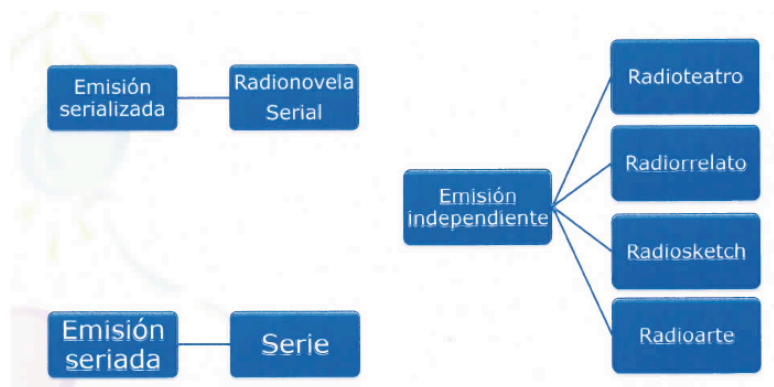 Emisión
serializada
Radionovela
Serial
Emisión
seriada
Serie
Emisión
independiente
Radioteatro
Radiorrelato
Radiosketch
Radioarte